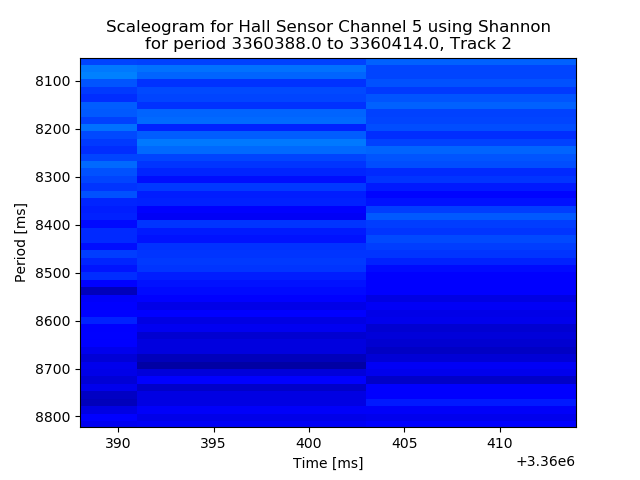 Scaleogram for Hall Sensor Channel 5 using Shannon
for period 3360388.0 to 3360414.0, Track 2
8100
8200
8300
8400
8500
8600
8700
8800
Period [ms]
390
395
400
405
410
Time [ms]
+3.36e6